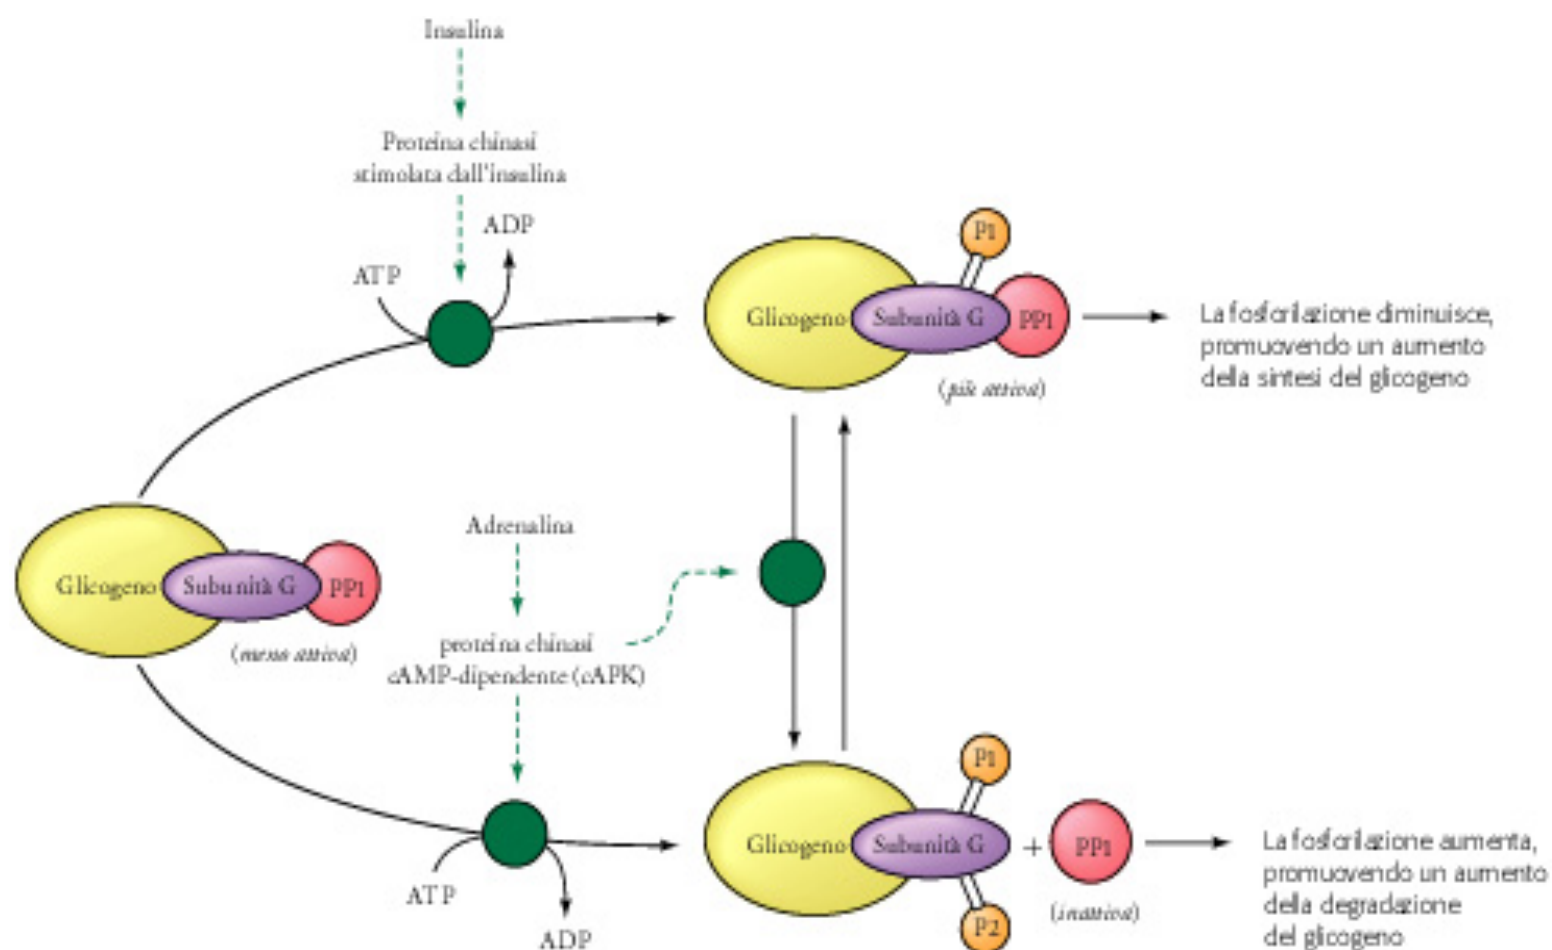 Insulina
Proteina chinasi
stimolata dall'insulina
ADP
ATP
P1
Glicogeno
Subunità G
PP1
(più attiva)
La fosforilazione diminuisce,
promuovendo un aumento
della sintesi del glicogeno
Glicogeno
Subunità G
PP1
(meno attiva)
Adrenalina
proteina chinasi
cAMP-dipendente (cAPK)
ATP
ADP
P1
Glicogeno
Subunità G
+
PP1
P2
(inattiva)
La fosforilazione aumenta,
promuovendo un aumento
della degradazione
del glicogeno